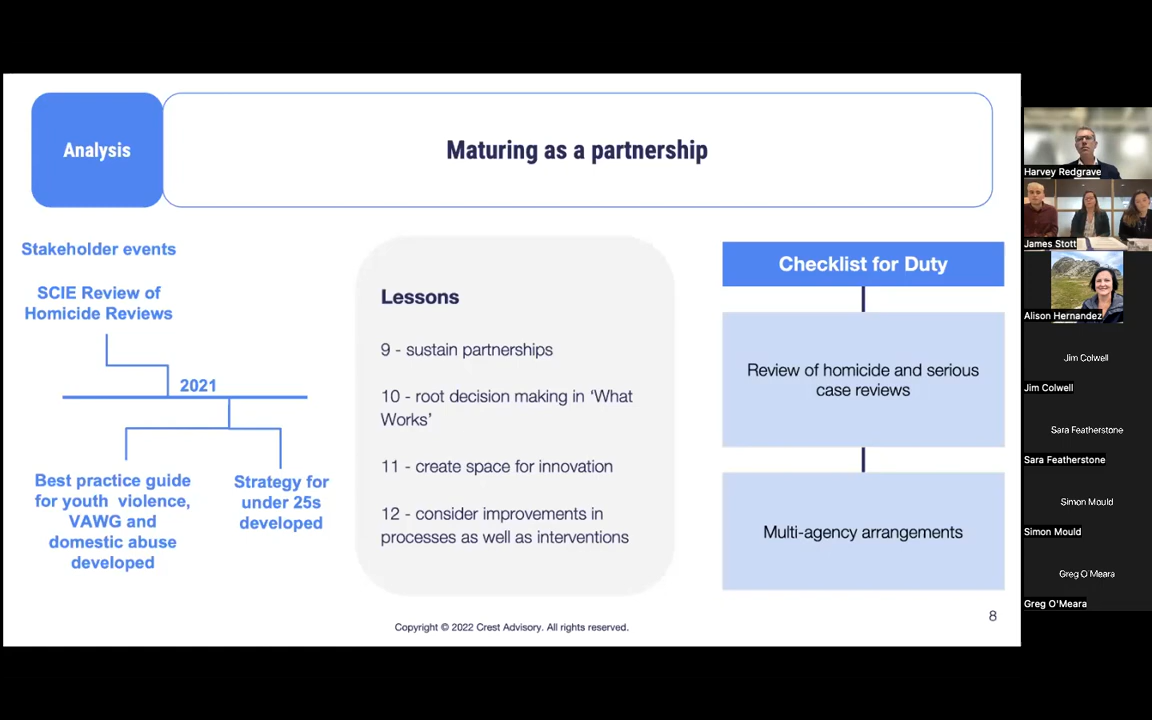 Analysis
Maturing as a partnership
Stakeholder events
SCIE Review of
Homicide Reviews
2021
Best practice guide
for youth violence,
VAWG and
domestic abuse
developed
Strategy for
under 25s
developed
Lessons
9 - sustain partnerships
10 - root decision making in ‘What
Works’
11 - create space for innovation
12 - consider improvements in
processes as well as interventions
Checklist for Duty
Review of homicide and serious
case reviews
Multi-agency arrangements
Copyright © 2022 Crest Advisory. All rights reserved.
8
Harvey Redgrave
James Stott
Alison Hernandez
Jim Colwell
Jim Colwell
Sara Featherstone
Sara Featherstone
Simon Mould
Simon Mould
Greg O'Meara
Greg O'Meara